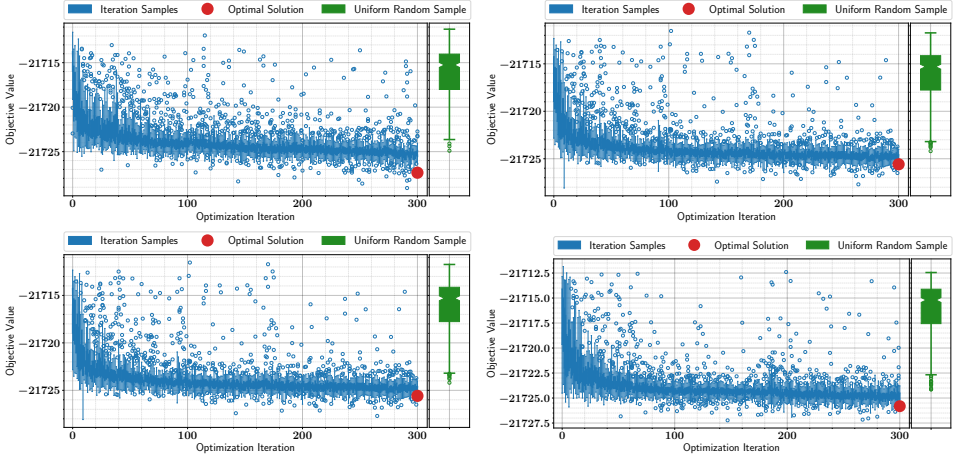 Iteration Samples Optimal Solution Uniform Random Sample
Objective Value
−21715
−21720
−21725
0 100 200 300
Optimization Iteration
Iteration Samples Optimal Solution Uniform Random Sample
Objective Value
−21715
−21720
−21725
0 100 200 300
Optimization Iteration
Iteration Samples Optimal Solution Uniform Random Sample
Objective Value
−21715
−21720
−21725
0 100 200 300
Optimization Iteration
Iteration Samples Optimal Solution Uniform Random Sample
Objective Value
−21712.5
−21715.0
−21717.5
−21720.0
−21722.5
−21725.0
−21727.5
0 100 200 300
Optimization Iteration